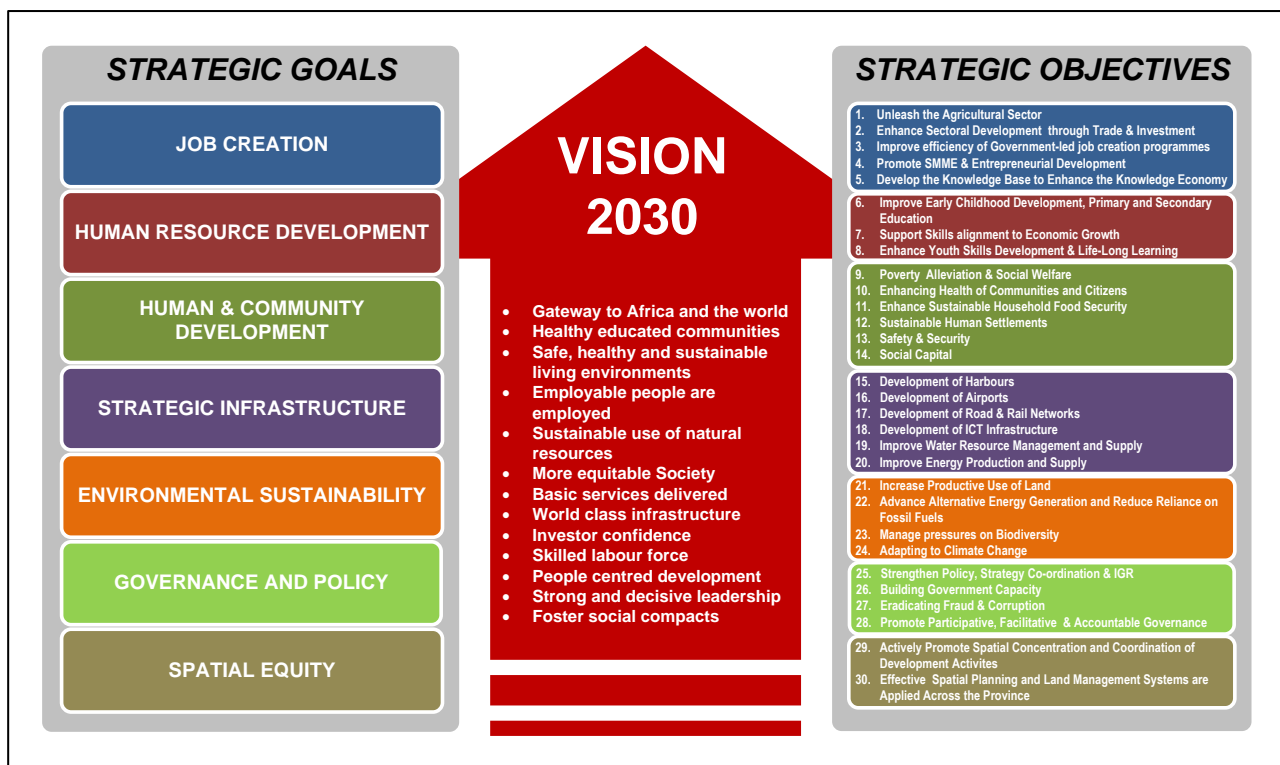 STRATEGIC GOALS
JOB CREATION
HUMAN RESOURCE DEVELOPMENT
HUMAN & COMMUNITY
DEVELOPMENT
STRATEGIC INFRASTRUCTURE
ENVIRONMENTAL SUSTAINABILITY
GOVERNANCE AND POLICY
SPATIAL EQUITY
VISION
2030
• Gateway to Africa and the world
• Healthy educated communities
• Safe, healthy and sustainable
living environments
• Employable people are
employed
• Sustainable use of natural
resources
• More equitable Society
• Basic services delivered
• World class infrastructure
• Investor confidence
• Skilled labour force
• People centred development
• Strong and decisive leadership
• Foster social compacts
STRATEGIC OBJECTIVES
1. Unleash the Agricultural Sector
2. Enhance Sectoral Development through Trade & Investment
3. Improve efficiency of Government-led job creation programmes
4. Promote SMME & Entrepreneurial Development
5. Develop the Knowledge Base to Enhance the Knowledge Economy
6. Improve Early Childhood Development, Primary and Secondary
Education
7. Support Skills alignment to Economic Growth
8. Enhance Youth Skills Development & Life-Long Learning
9. Poverty Alleviation & Social Welfare
10. Enhancing Health of Communities and Citizens
11. Enhance Sustainable Household Food Security
12. Sustainable Human Settlements
13. Safety & Security
14. Social Capital
15. Development of Harbours
16. Development of Airports
17. Development of Road & Rail Networks
18. Development of ICT Infrastructure
19. Improve Water Resource Management and Supply
20. Improve Energy Production and Supply
21. Increase Productive Use of Land
22. Advance Alternative Energy Generation and Reduce Reliance on
Fossil Fuels
23. Manage pressures on Biodiversity
24. Adapting to Climate Change
25. Strengthen Policy, Strategy Co-ordination & IGR
26. Building Government Capacity
27. Eradicating Fraud & Corruption
28. Promote Participative, Facilitative & Accountable Governance
29. Actively Promote Spatial Concentration and Coordination of
Development Activites
30. Effective Spatial Planning and Land Management Systems are
Applied Across the Province